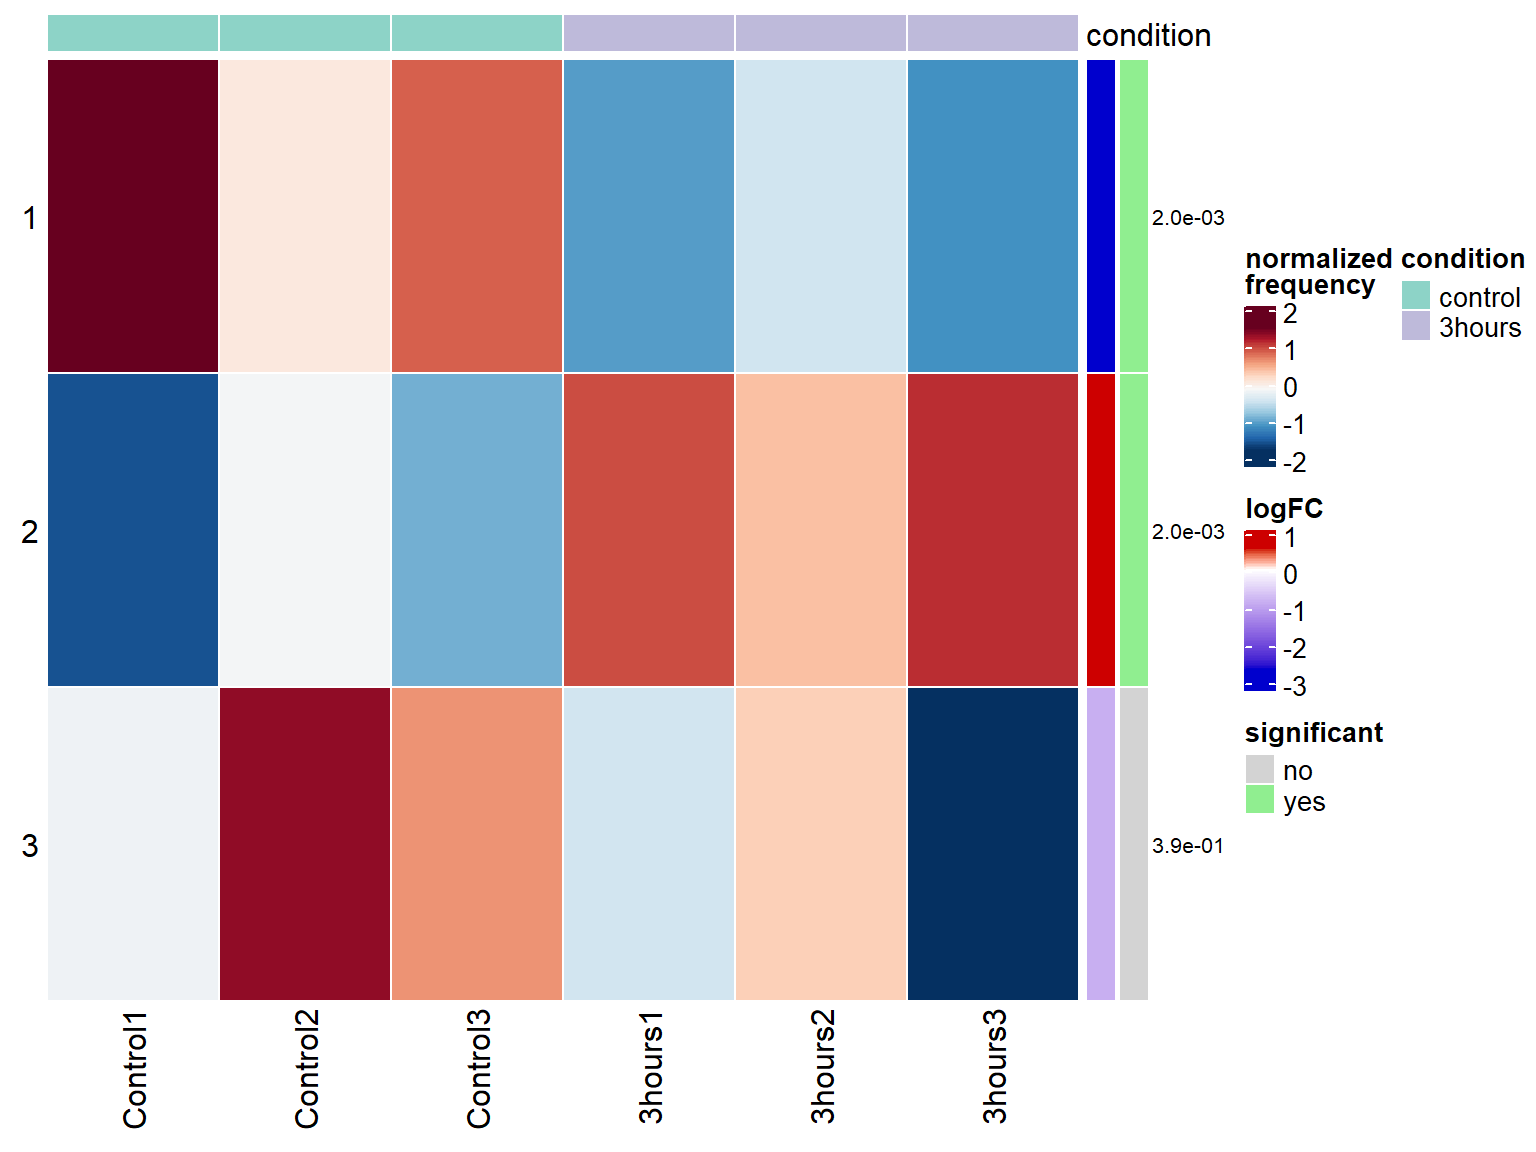 condition
1
2.0e-03
2
2.0e-03
3
3.9e-01
Control1
Control2
Control3
3hours1
3hours2
3hours3
normalized
frequency
2
1
0
-1
-2
condition
control
3hours
logFC
1
0
-1
-2
-3
significant
no
yes